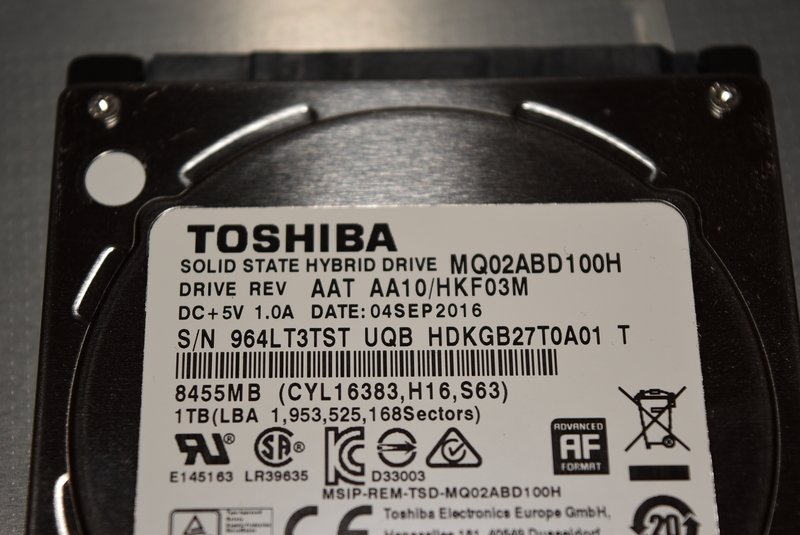 TOSHIBA
SOLID STATE HYBRID DRIVE MQ02ABD100H
DRIVE REV AAT AA10/HKF03M
DC+5V 1.0A DATE:04SEP2016
S/N 964LT3TST UQB HDKGB27T0A01 T
8455MB (CYL16383,H16,S63)
1TB(LBA 1,953,525,168Sectors)
ADVANCED
AF
FORMAT
E145163 LR39635 D33003
MSIP-REM-TSD-MQ02ABD100H
Toshiba Electronics Europe GmbH,
20